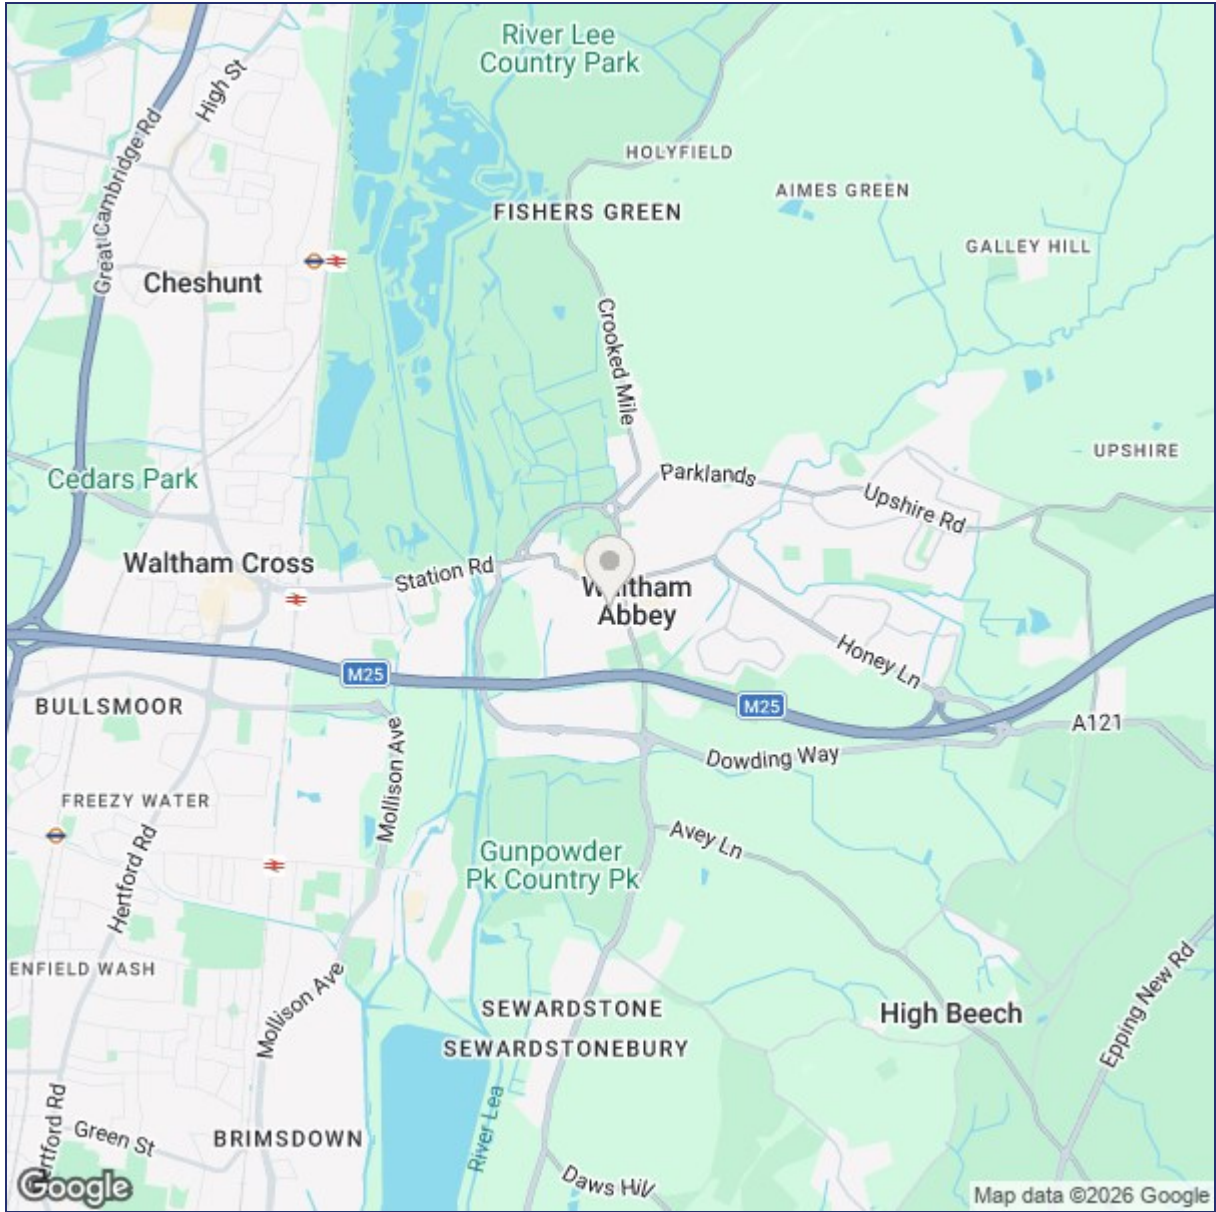 River Lee
Country Park
High St
HOLYFIELD
Great Cambridge Rd
AIMES GREEN
FISHERS GREEN
GALLEY HILL
Cheshunt
Crooked Mile
UPSHIRE
Cedars Park
Parklands
Upshire Rd
Waltham Cross
Station Rd
Waltham
Abbey
Honey Ln
M25
M25
BULLSMOOR
A121
Mollison Ave
Dowding Way
FREEZY WATER
Hertford Rd
Avey Ln
Gunpowder
Pk Country Pk
ENFIELD WASH
Mollison Ave
SEWARDSTONE
High Beech
Epping New Rd
SEWARDSTONEBURY
River Lea
ertford Rd
Green St
BRIMSDOWN
Daws Hil
Google
Map data ©2026 Google